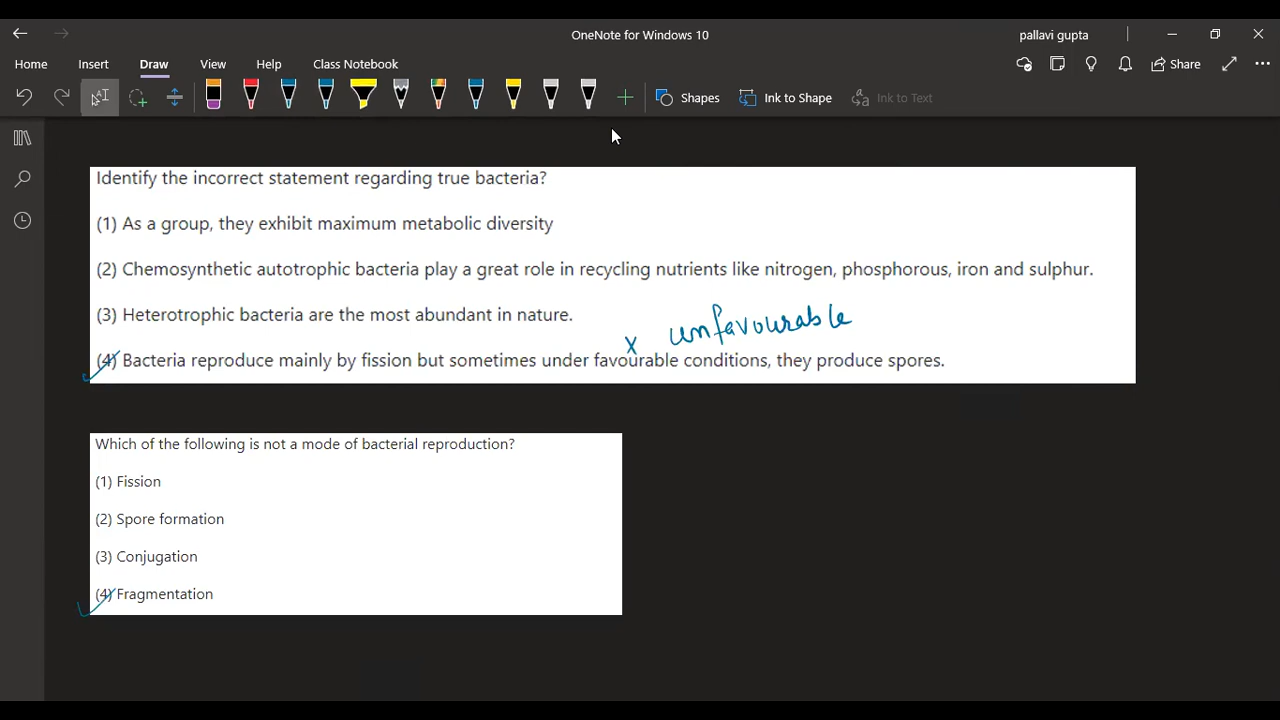 OneNote for Windows 10
pallavi gupta
Home Insert Draw View Help Class Notebook
Share
Shapes Ink to Shape Ink to Text
Identify the incorrect statement regarding true bacteria?
(1) As a group, they exhibit maximum metabolic diversity
(2) Chemosynthetic autotrophic bacteria play a great role in recycling nutrients like nitrogen, phosphorous, iron and sulphur.
(3) Heterotrophic bacteria are the most abundant in nature.
x unfavourable
(4) Bacteria reproduce mainly by fission but sometimes under favourable conditions, they produce spores.
Which of the following is not a mode of bacterial reproduction?
(1) Fission
(2) Spore formation
(3) Conjugation
(4) Fragmentation